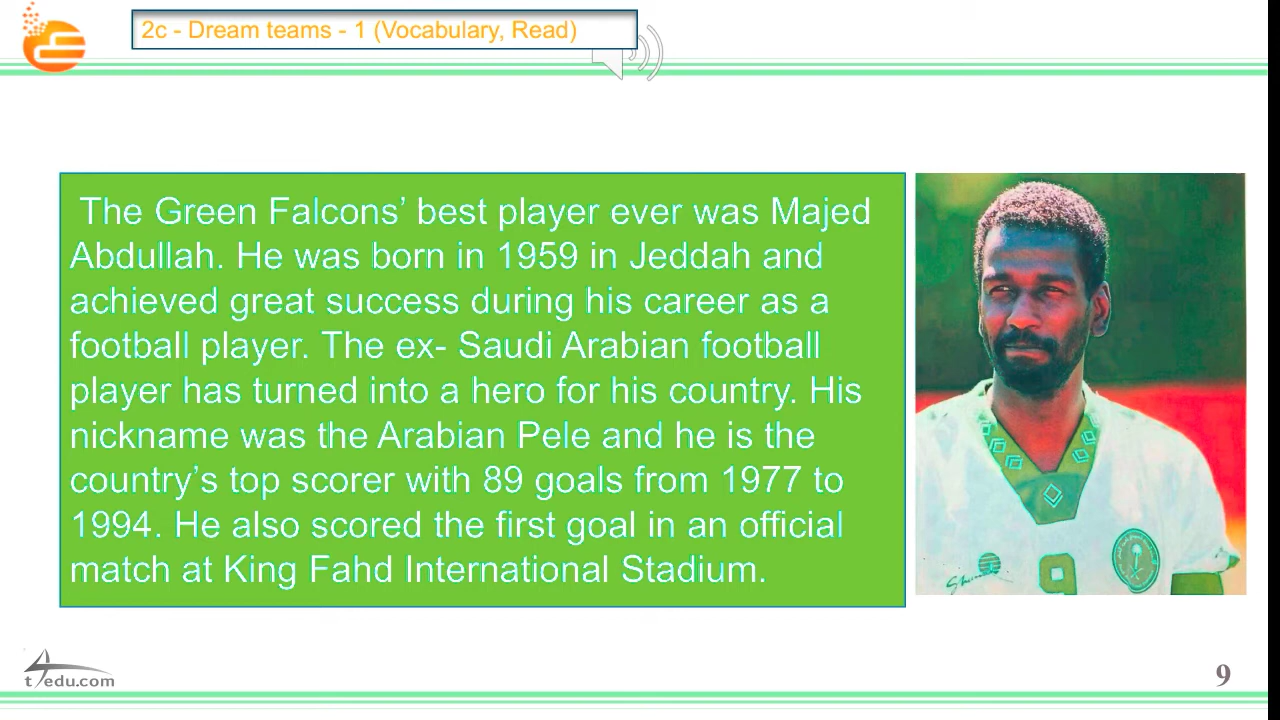 2c - Dream teams - 1 (Vocabulary, Read)
The Green Falcons’ best player ever was Majed
Abdullah. He was born in 1959 in Jeddah and
achieved great success during his career as a
football player. The ex- Saudi Arabian football
player has turned into a hero for his country. His
nickname was the Arabian Pele and he is the
country’s top scorer with 89 goals from 1977 to
1994. He also scored the first goal in an official
match at King Fahd International Stadium.
9
t4edu.com
9